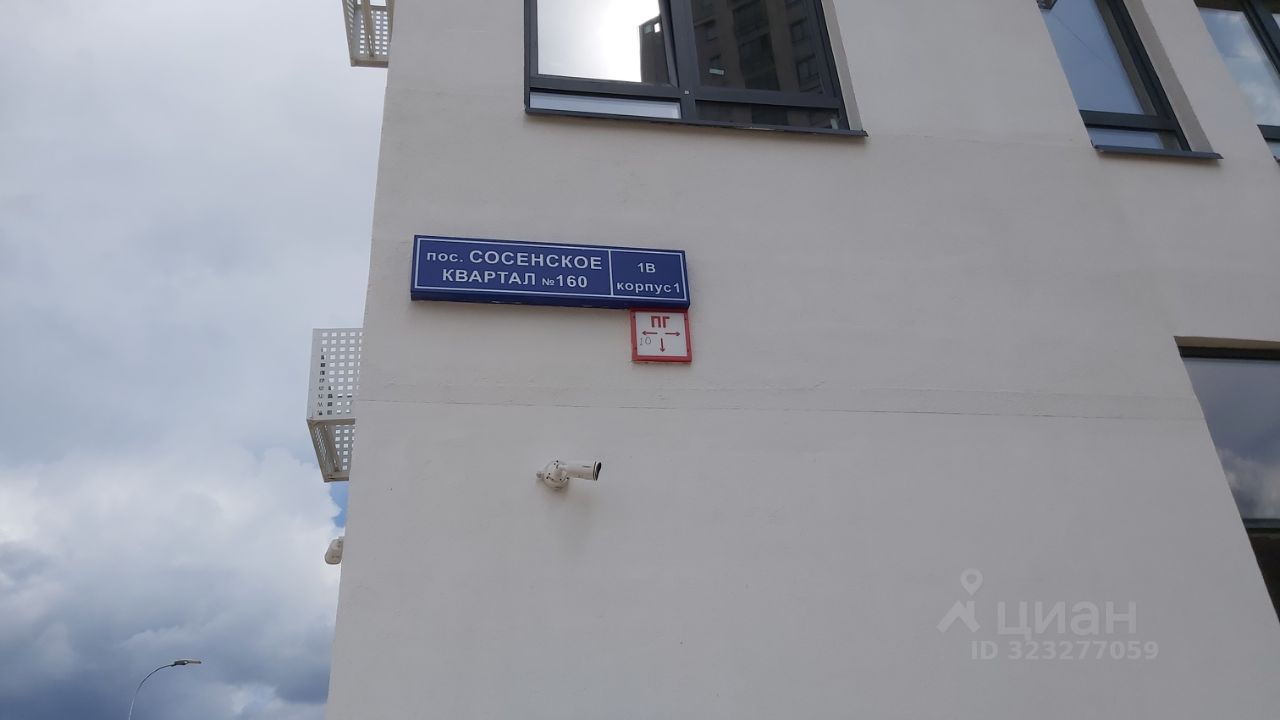 пос. СОСЕНСКОЕ
КВАРТАЛ №160
1В
корпус1
ПГ
10
циан
ID 323277059